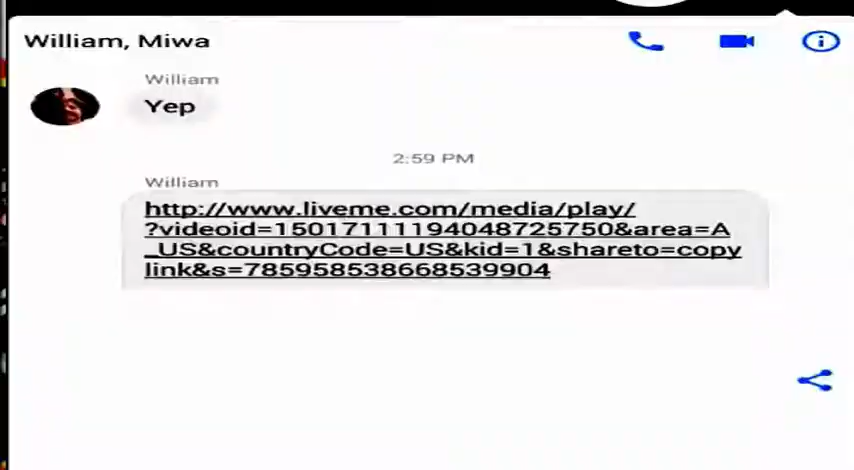 William, Miwa
William
Yep
2:59 PM
William
http://www.liveme.com/media/play/
?videoid=15017111194048725750&area=A
_US&countryCode=US&kid=1&shareto=copy
link&s=785958538668539904